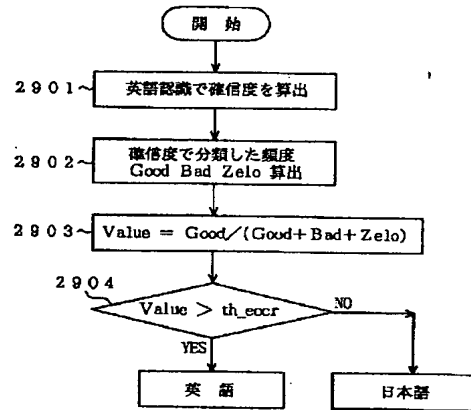 開始
2901
英語認識で確信度を算出
2902
確信度で分類した頻度
Good Bad Zelo 算出
2903
Value = Good/(Good+Bad+Zelo)
2904
Value > th_eocr
NO
YES
英語
日本語